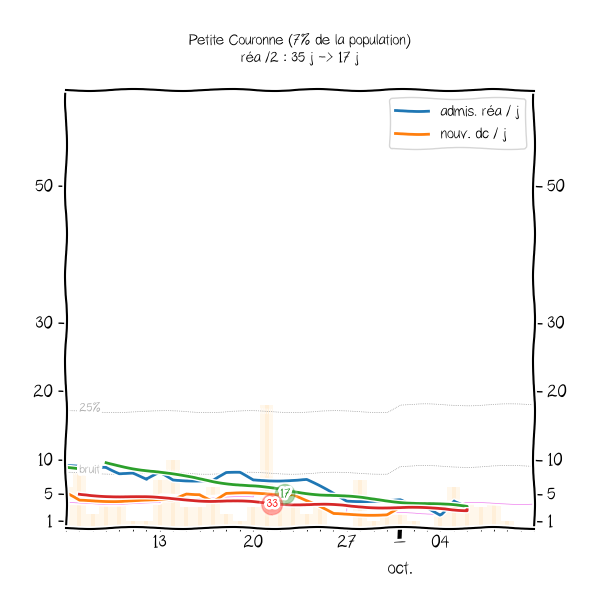 Petite Couronne (7% de la population)
réa /2 : 35 j -> 17 j
admis. réa / j
nouv. dc / j
50 50
30 30
20 20
25%
10 10
bruit
17
5 5
33
1 1
13 20 27 04
oct.